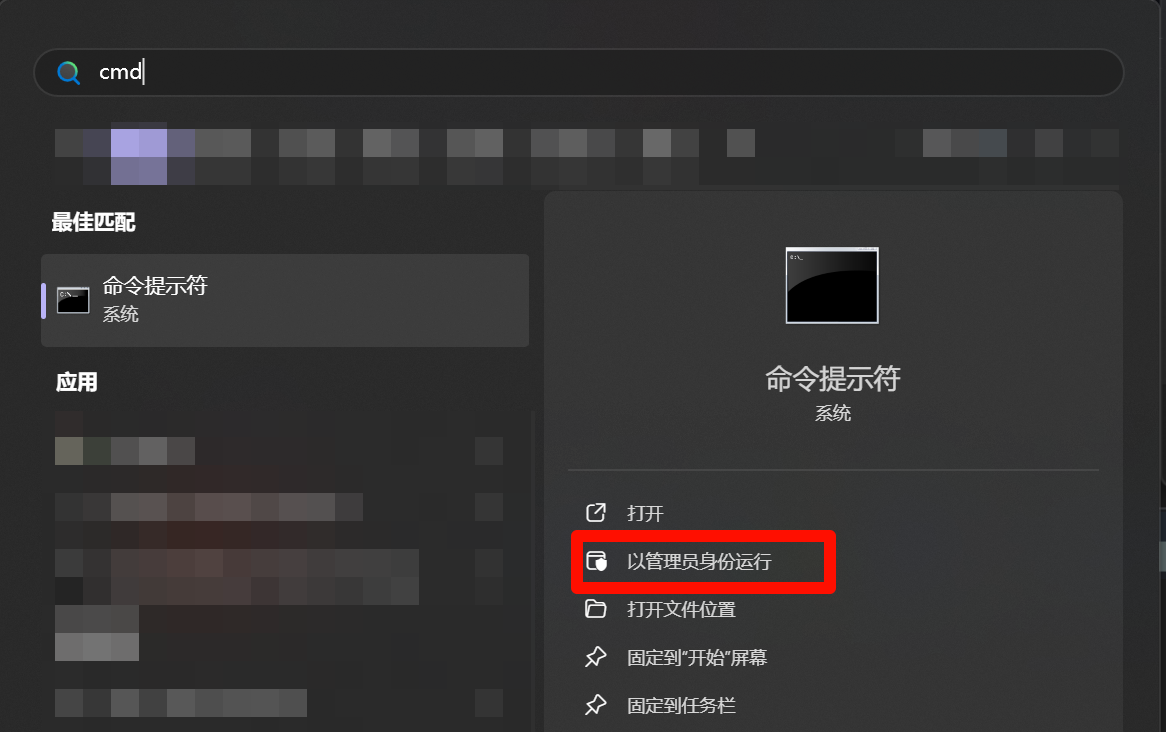 cmd
最佳匹配
命令提示符
系统
应用
命令提示符
系统
打开
以管理员身份运行
打开文件位置
固定到"开始"屏幕
固定到任务栏